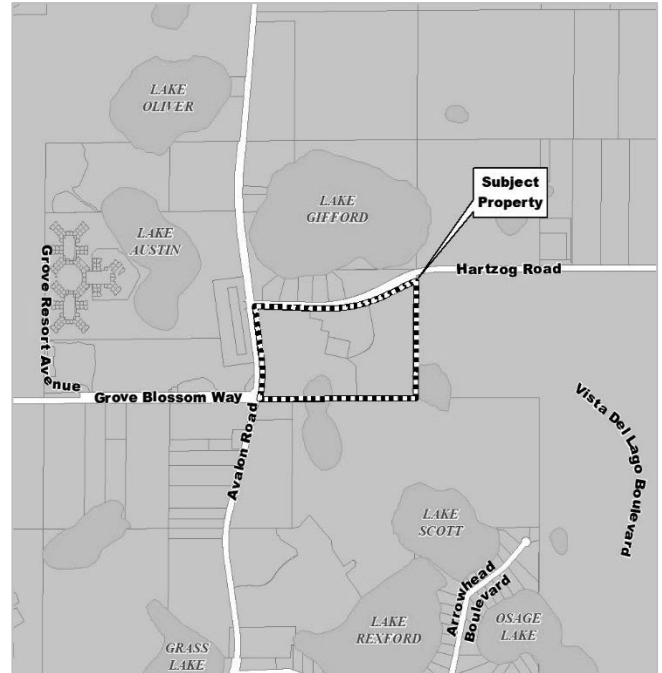 LAKE
OLIVER
Subject
Property
LAKE
GIFFORD
LAKE
AUSTIN
Hartzog Road
Grove Resort Avenue
Grove Blossom Way
Avalon Road
Vista Del Lago Boulevard
LAKE
SCOTT
Arrowhead
Boulevard
LAKE
REXFORD
OSAGE
LAKE
GRASS
LAKE